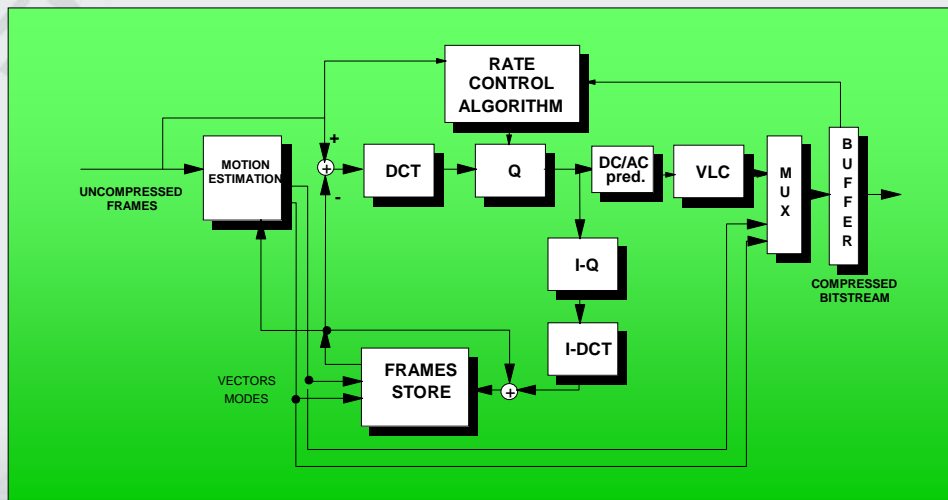 RATE
CONTROL
ALGORITHM
+
MOTION
ESTIMATION
+
-
DCT
Q
DC/AC
pred.
VLC
M
U
X
B
U
F
F
E
R
UNCOMPRESSED
FRAMES
I-Q
COMPRESSED
BITSTREAM
I-DCT
FRAMES
STORE
+
VECTORS
MODES